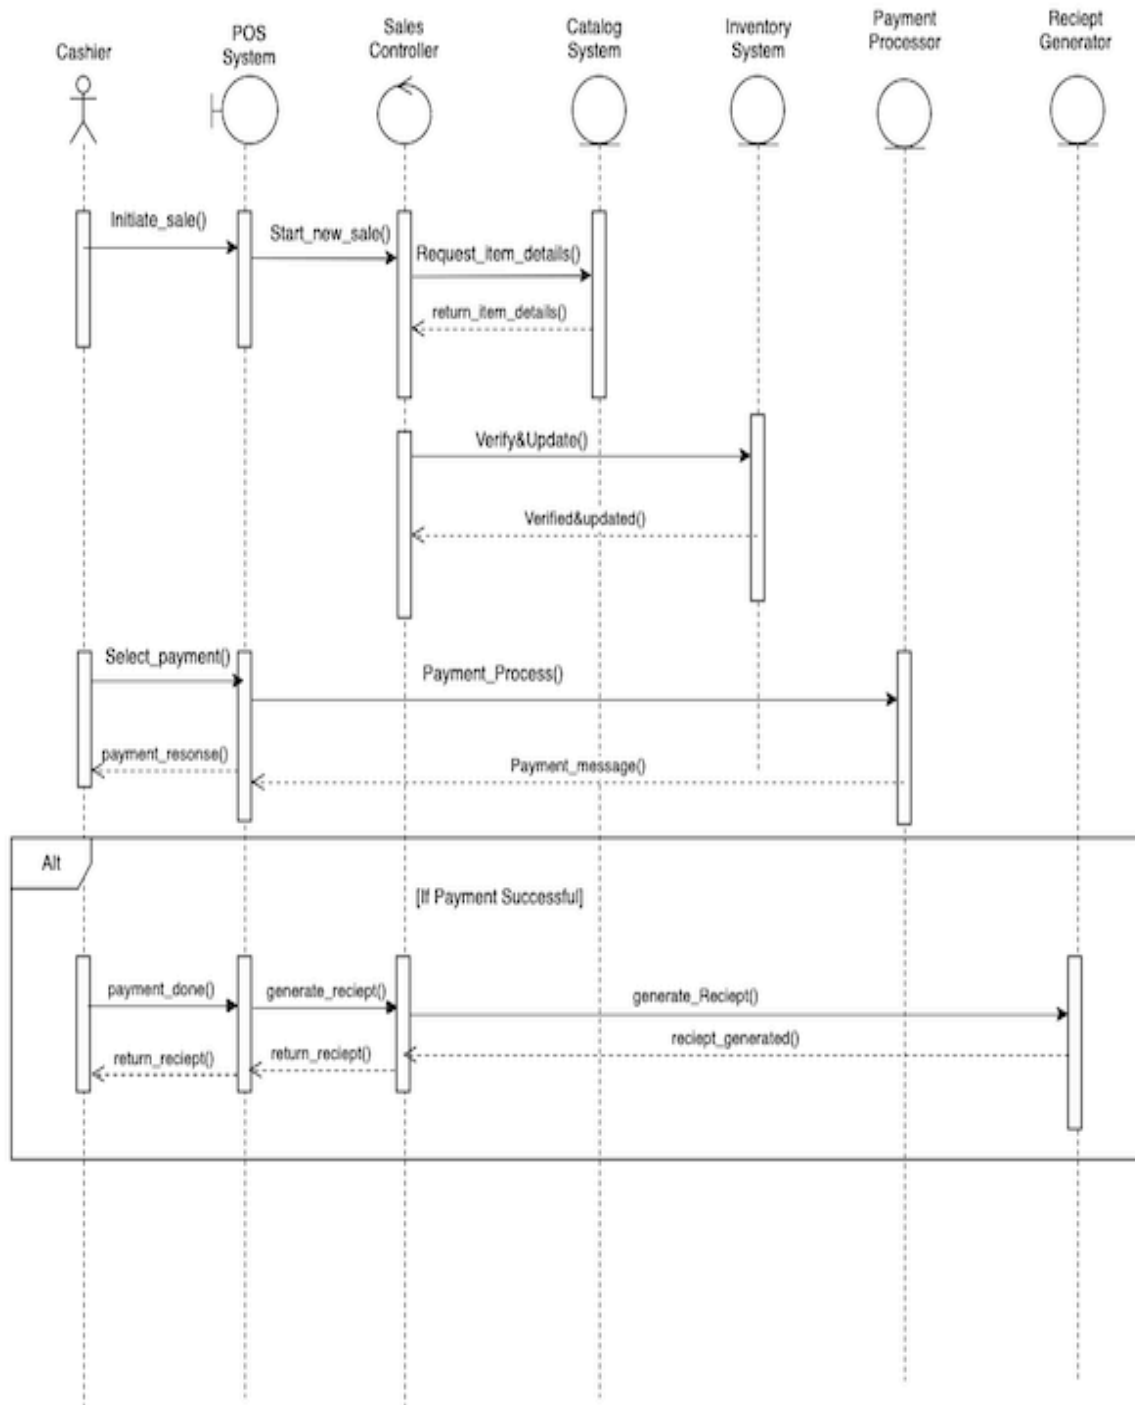 Cashier
POS
System
Sales
Controller
Catalog
System
Inventory
System
Payment
Processor
Reciept
Generator
Initiate_sale()
Start_new_sale()
Request_item_details()
return_item_details()
Verify&Update()
Verified&updated()
Select_payment()
Payment_Process()
payment_resonse()
Payment_message()
Alt
[If Payment Successful]
payment_done()
generate_reciept()
generate_Reciept()
reciept_generated()
return_reciept()
return_reciept()